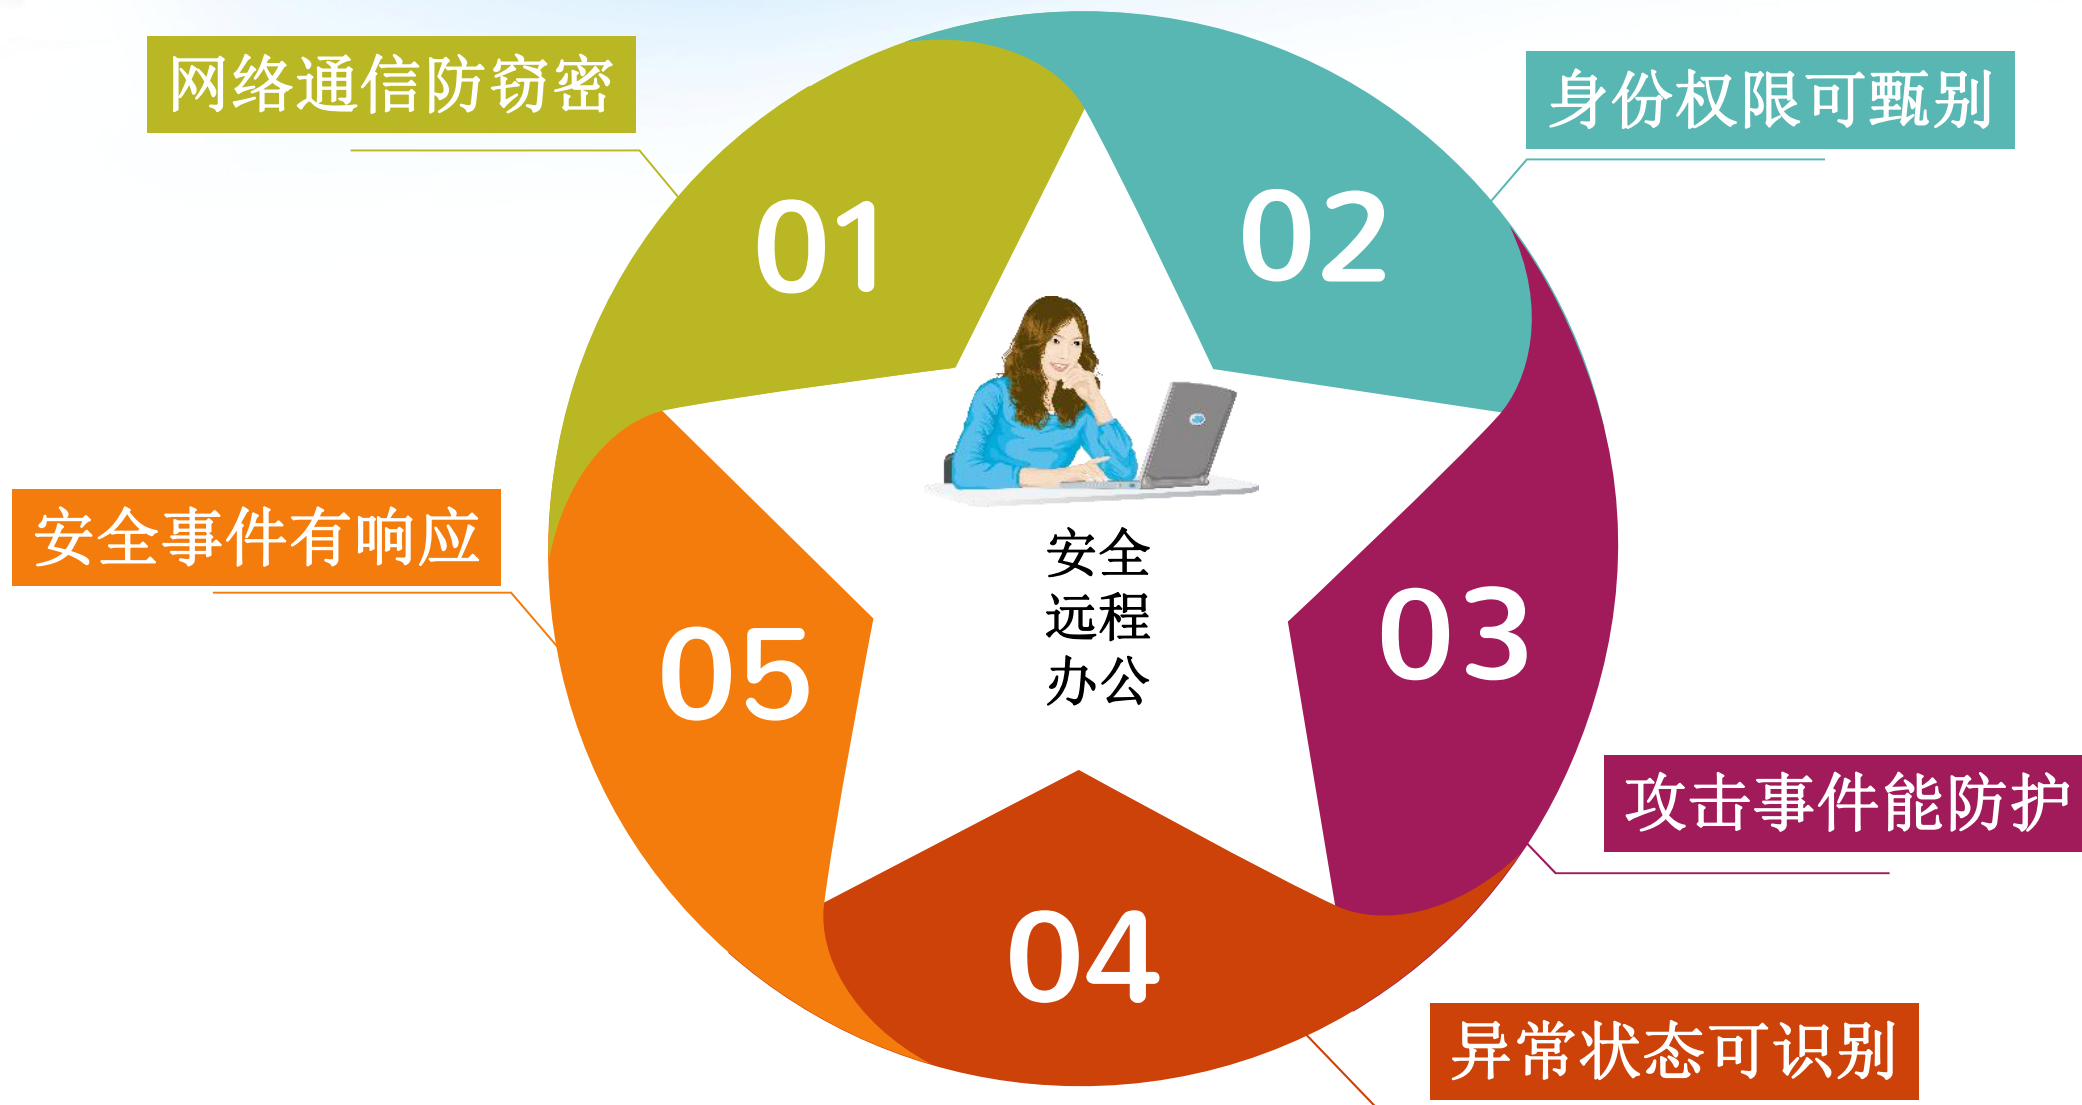 网络通信防窃密
身份权限可甄别
01
02
安全事件有响应
安全
远程
办公
05
03
攻击事件能防护
04
异常状态可识别